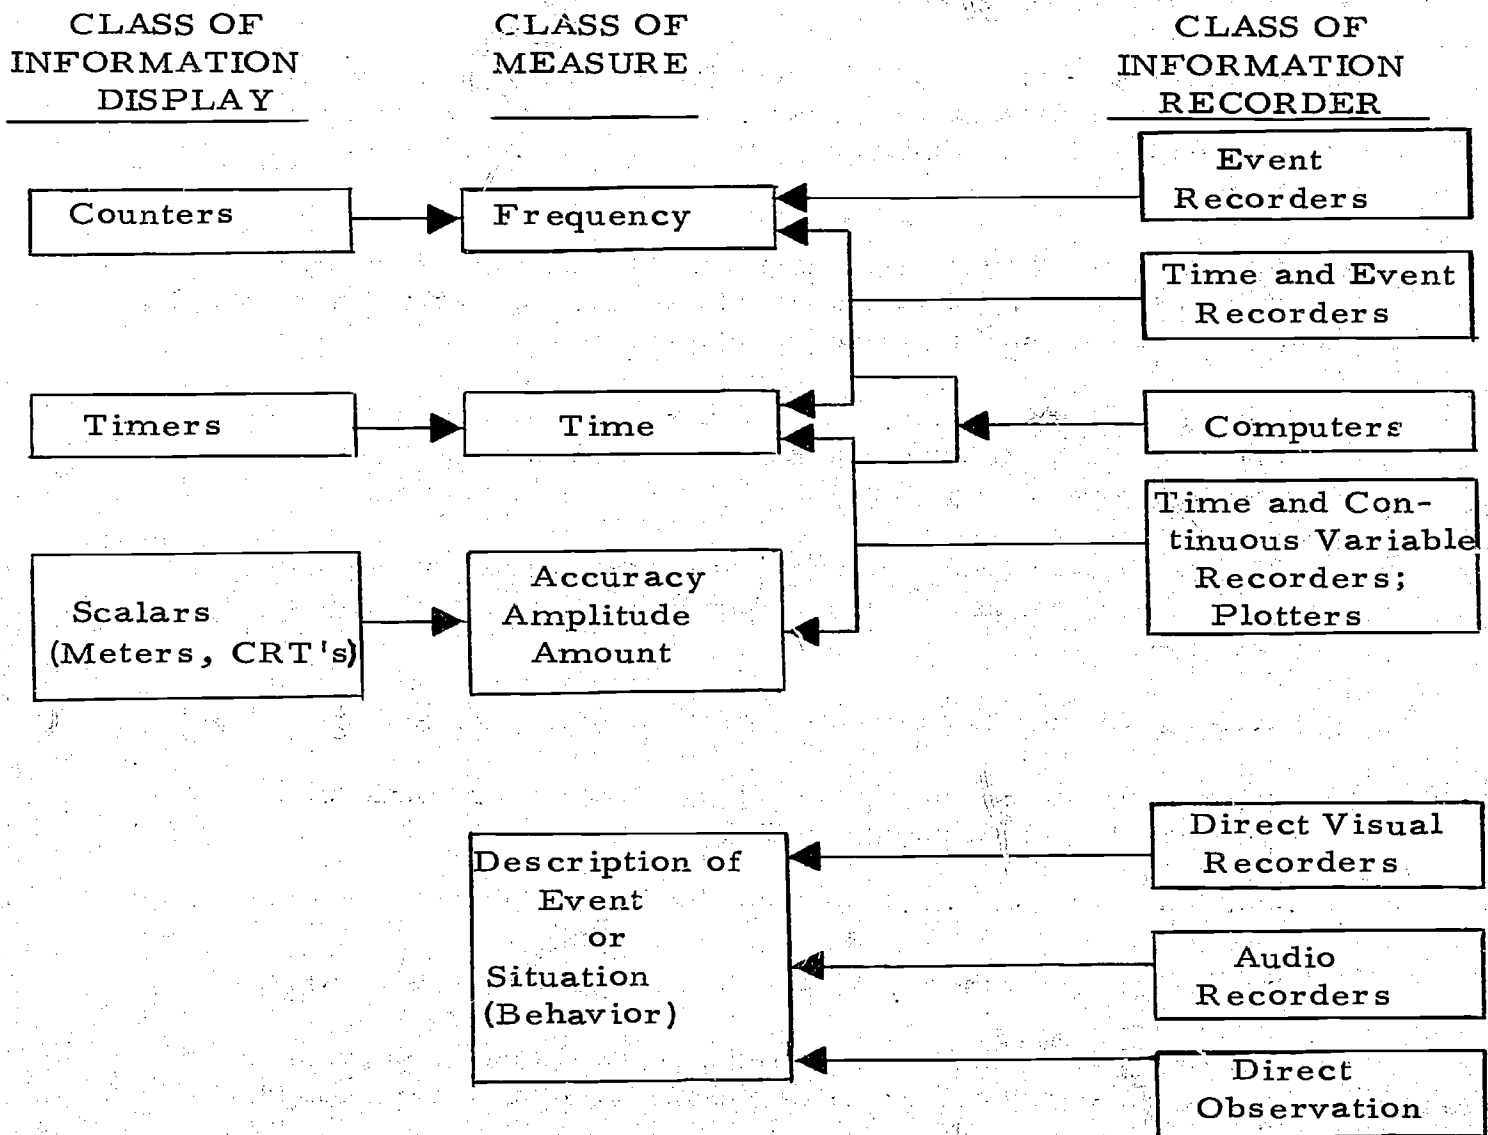 CLASS OF
INFORMATION
DISPLAY
CLASS OF
MEASURE
CLASS OF
INFORMATION
RECORDER
Counters
Frequency
Event
Recorders
Time and Event
Recorders
Timers
Time
Computers
Scalars
(Meters, CRT's)
Accuracy
Amplitude
Amount
Time and Con-
tinuous Variable
Recorders;
Plotters
Description of
Event
or
Situation
(Behavior)
Direct Visual
Recorders
Audio
Recorders
Direct
Observation